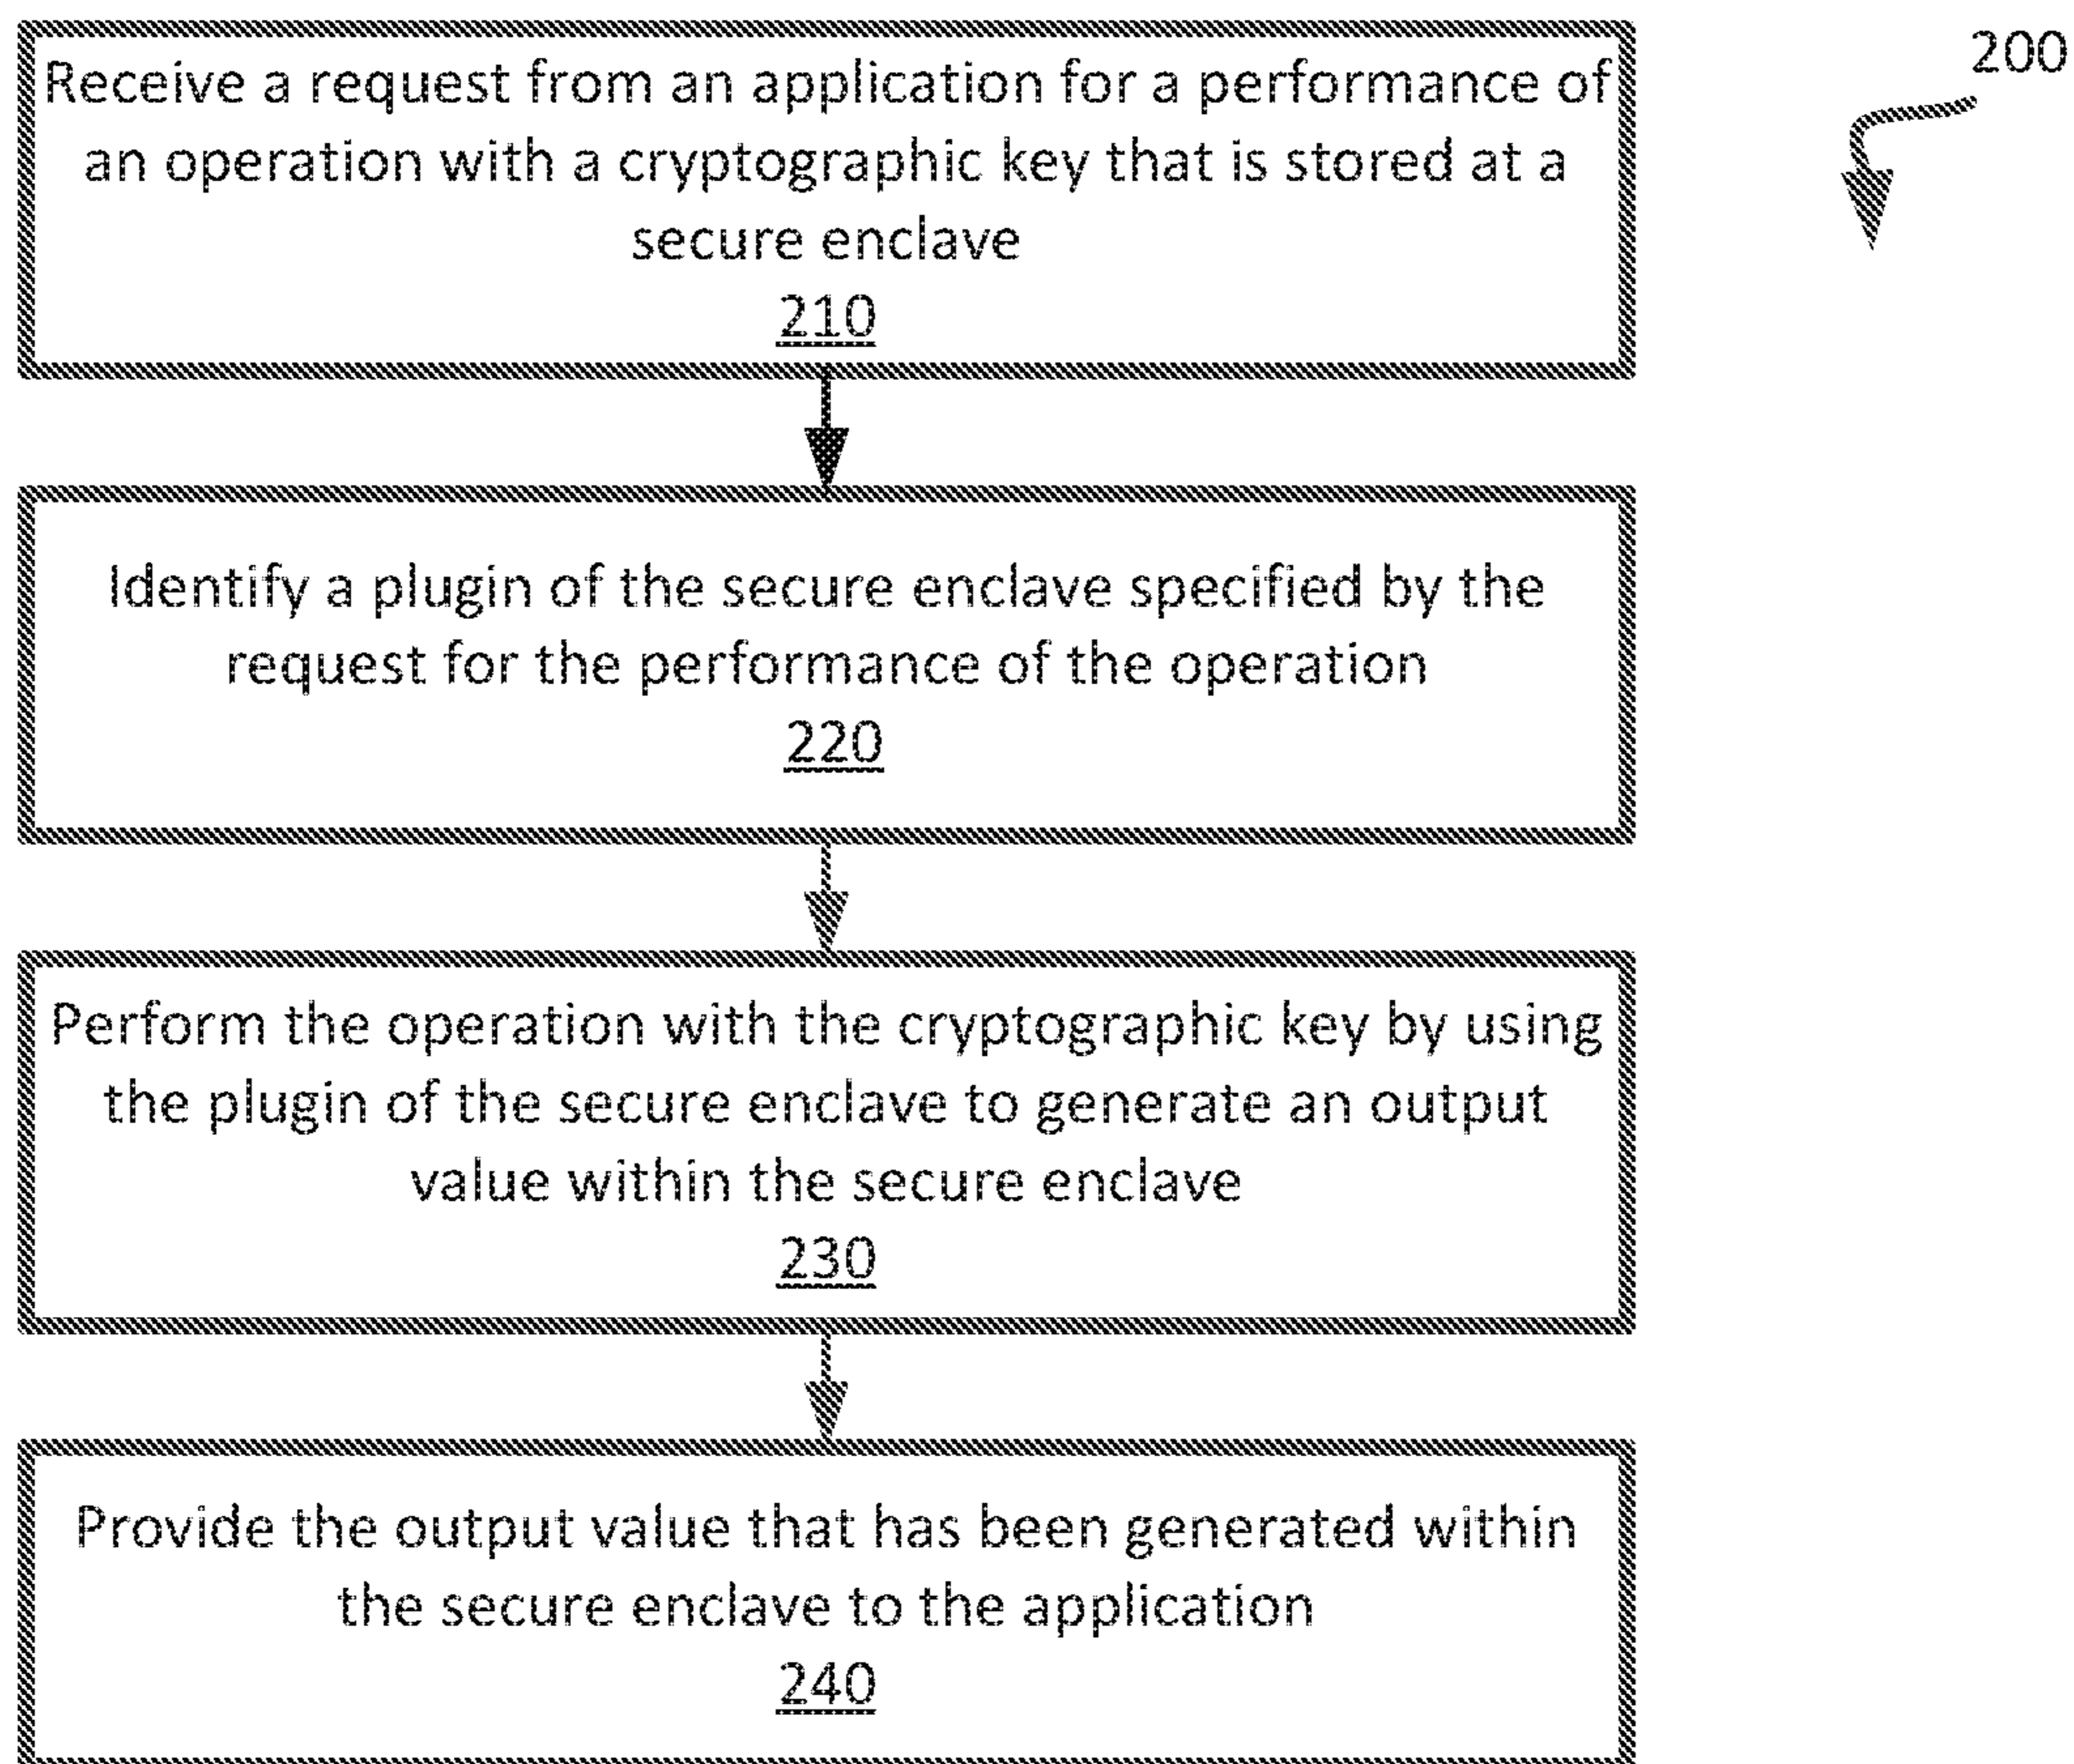 200
Receive a request from an application for a performance of
an operation with a cryptographic key that is stored at a
secure enclave
210
Identify a plugin of the secure enclave specified by the
request for the performance of the operation
220
Perform the operation with the cryptographic key by using
the plugin of the secure enclave to generate an output
value within the secure enclave
230
Provide the output value that has been generated within
the secure enclave to the application
240